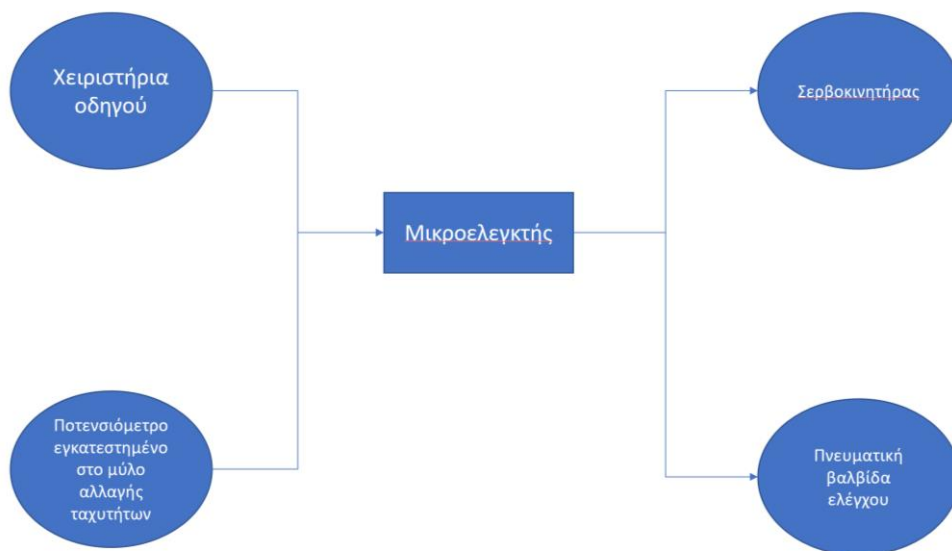 Χειριστήρια
οδηγού
Σερβοκινητήρας
Μικροελεγκτής
Ποτενσιόμετρο
εγκατεστημένο
στο μύλο
αλλαγής
ταχυτήτων
Πνευματική
βαλβίδα
ελέγχου